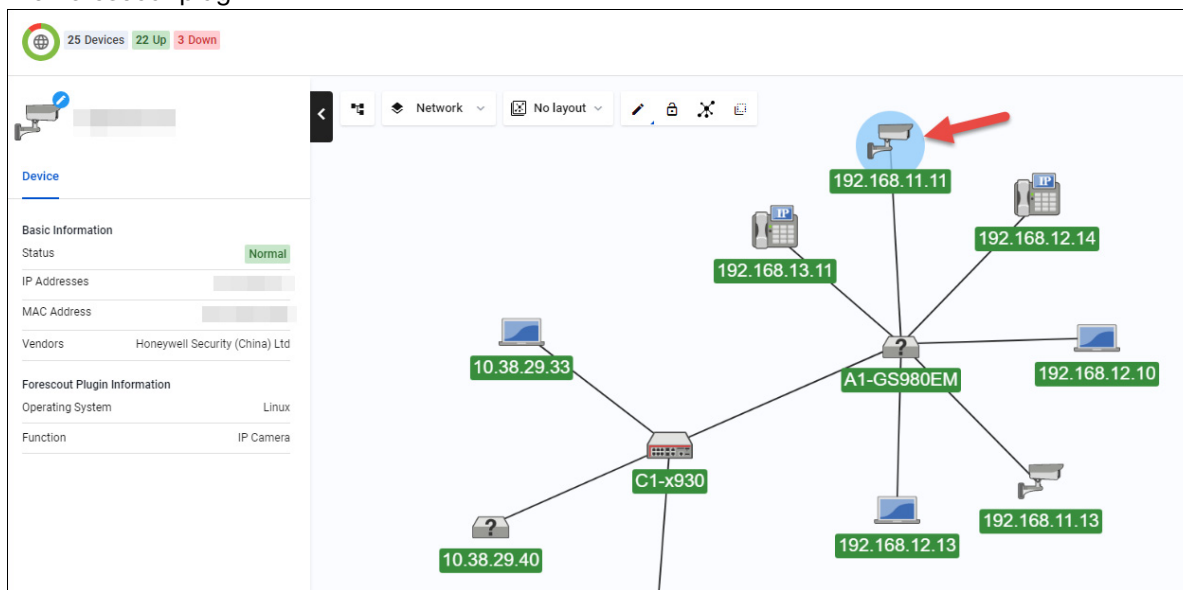 25 Devices 22 Up 3 Down
Network
No layout
Device
Basic Information
Status Normal
IP Addresses
MAC Address
Vendors Honeywell Security (China) Ltd
Forescout Plugin Information
Operating System Linux
Function IP Camera
192.168.11.11
IP
192.168.12.14
IP
192.168.13.11
10.38.29.33
A1-GS980EM
192.168.12.10
C1-x930
192.168.11.13
192.168.12.13
10.38.29.40